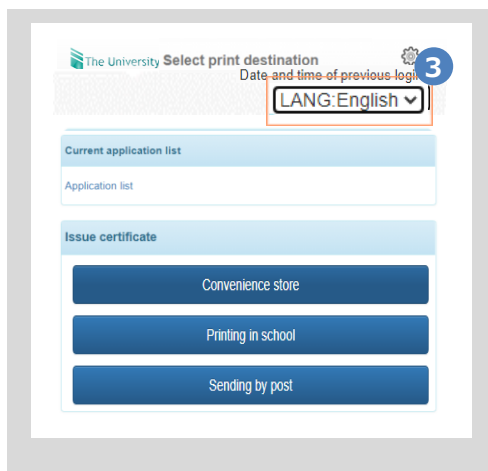 The University Select print destination
3
Date and time of previous login
LANG:English
Current application list
Application list
Issue certificate
Convenience store
Printing in school
Sending by post